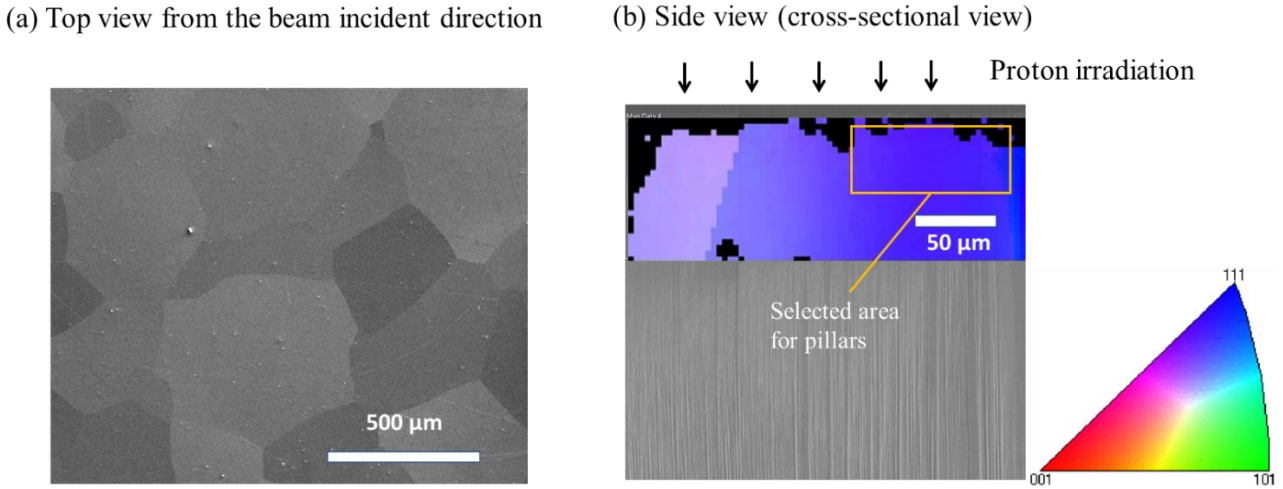 (a) Top view from the beam incident direction
(b) Side view (cross-sectional view)
Proton irradiation
500 μm
50 μm
Selected area
for pillars
111
001
101